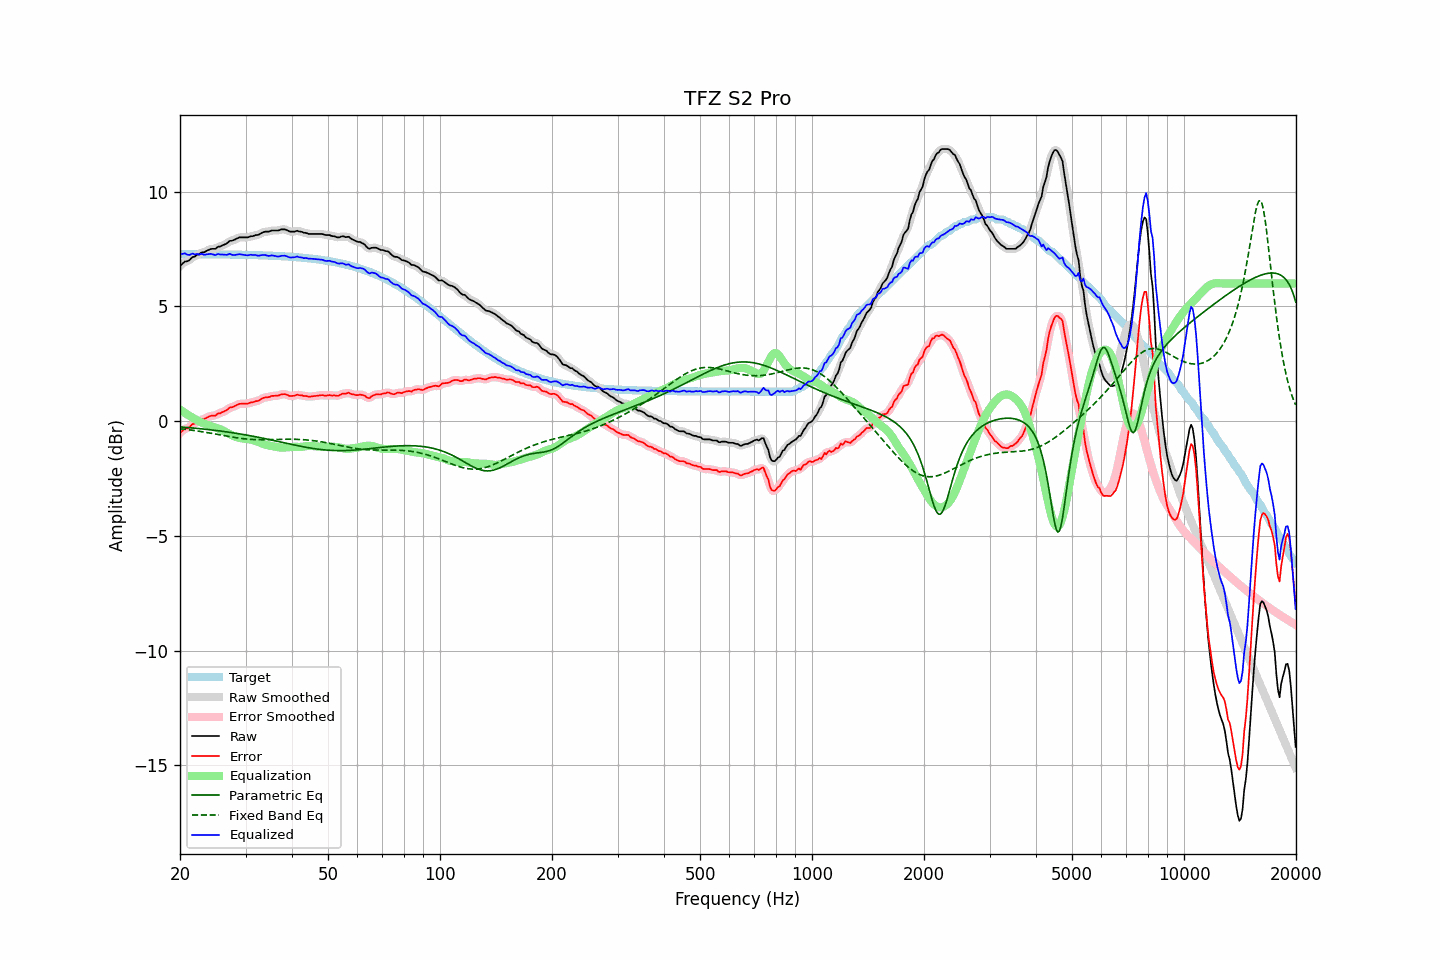 TFZ S2 Pro
Amplitude (dBr)
10
5
0
−5
−10
−15
Target
Raw Smoothed
Error Smoothed
Raw
Error
Equalization
Parametric Eq
Fixed Band Eq
Equalized
20 50 100 200 500 1000 2000 5000 10000 20000
Frequency (Hz)